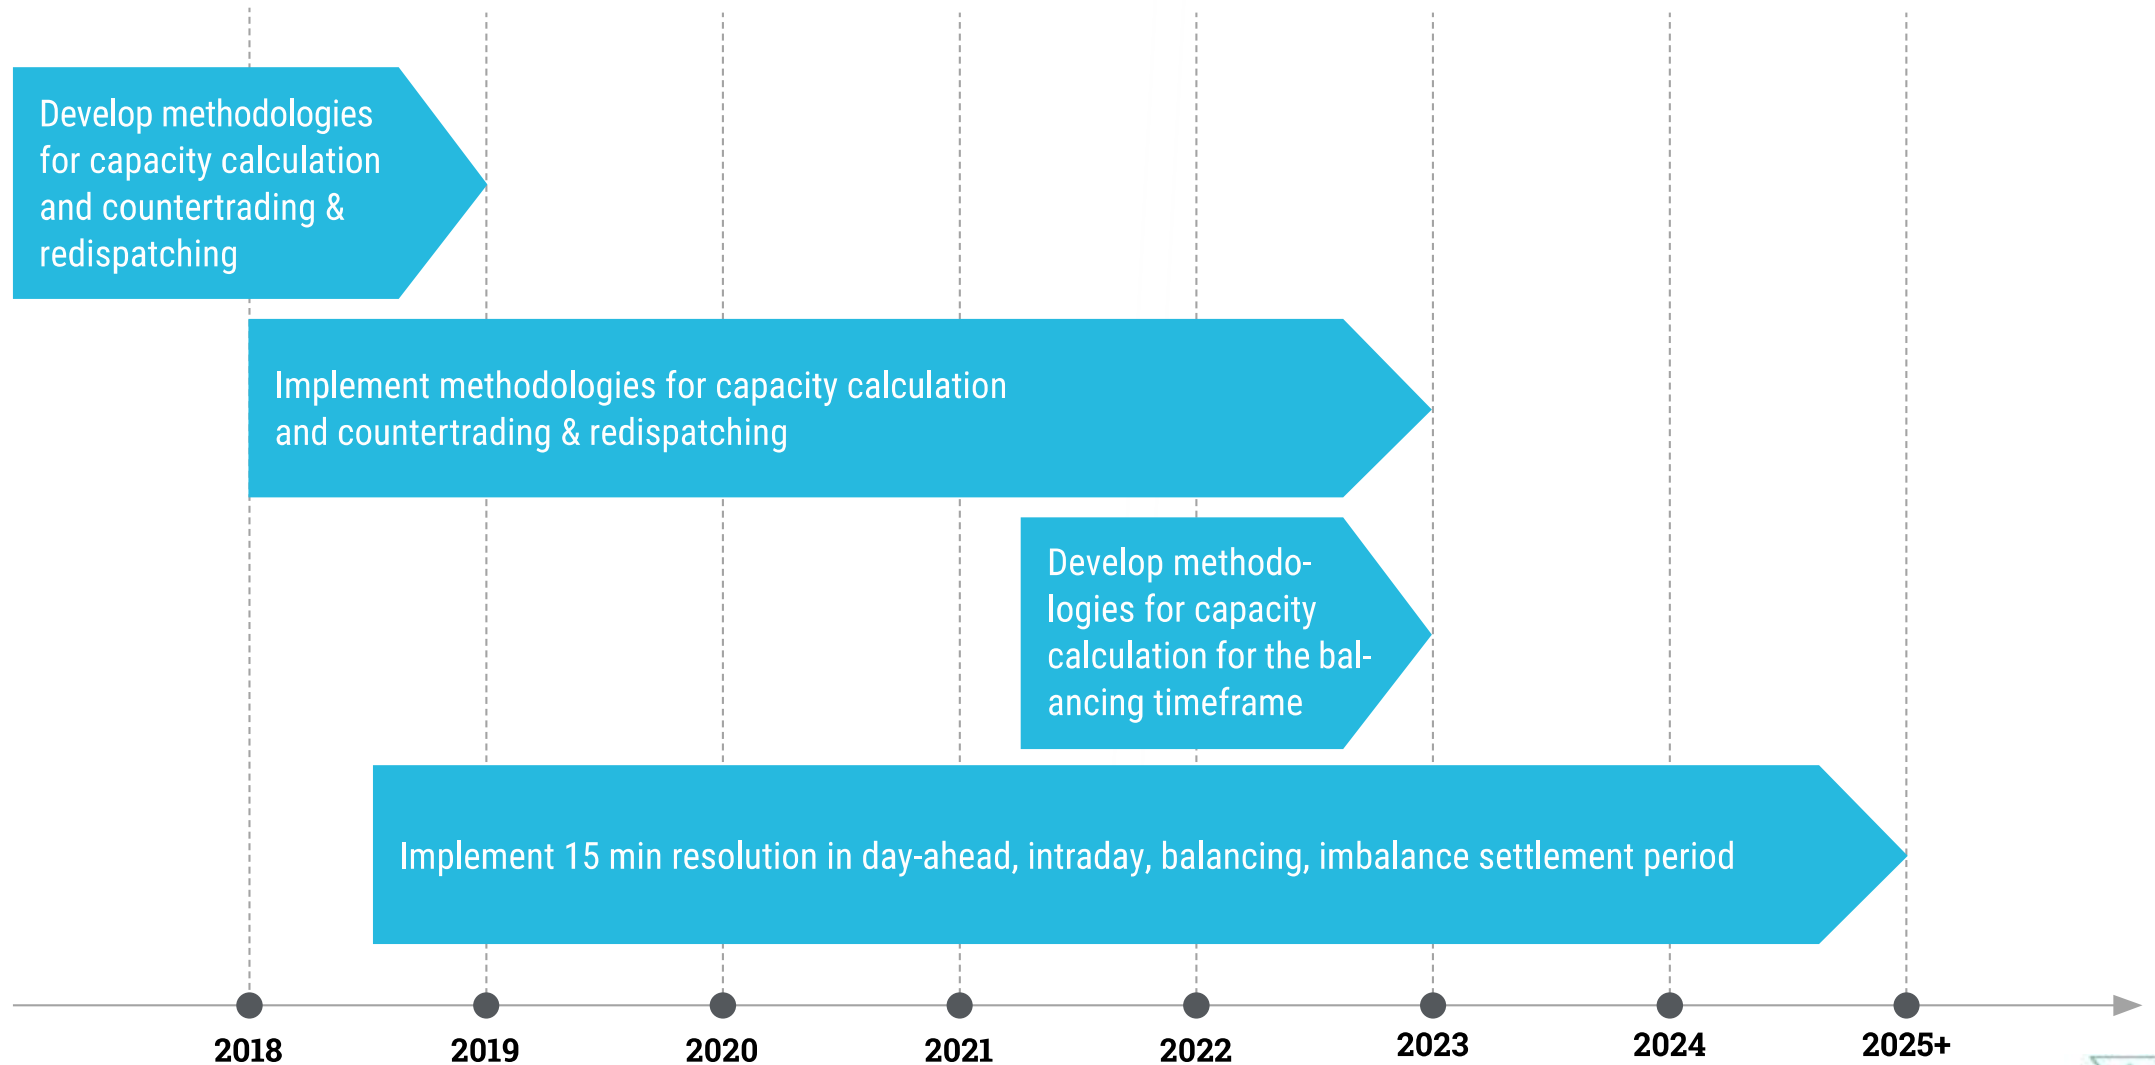 Develop methodologies
for capacity calculation
and countertrading &
redispatching
Implement methodologies for capacity calculation
and countertrading & redispatching
Develop methodo-
logies for capacity
calculation for the bal-
ancing timeframe
Implement 15 min resolution in day-ahead, intraday, balancing, imbalance settlement period
2018
2019
2020
2021
2022
2023
2024
2025+